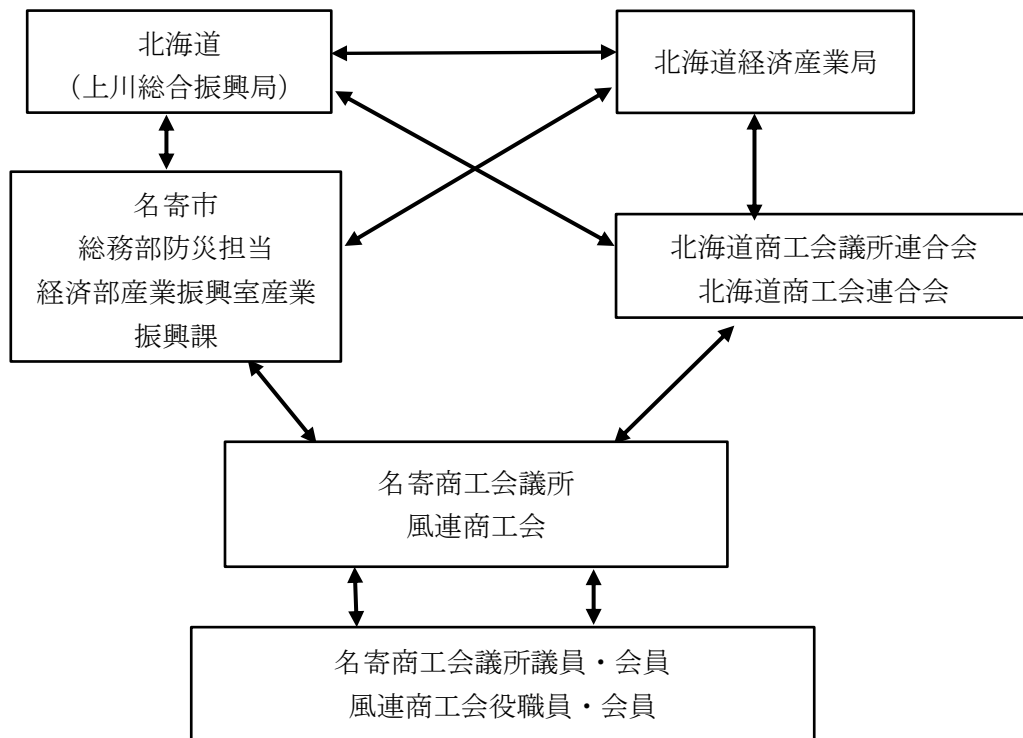 北海道
（上川総合振興局）
北海道経済産業局
名寄市
総務部防災担当
経済部産業振興室産業
振興課
北海道商工会議所連合会
北海道商工会連合会
名寄商工会議所
風連商工会
名寄商工会議所議員・会員
風連商工会役職員・会員